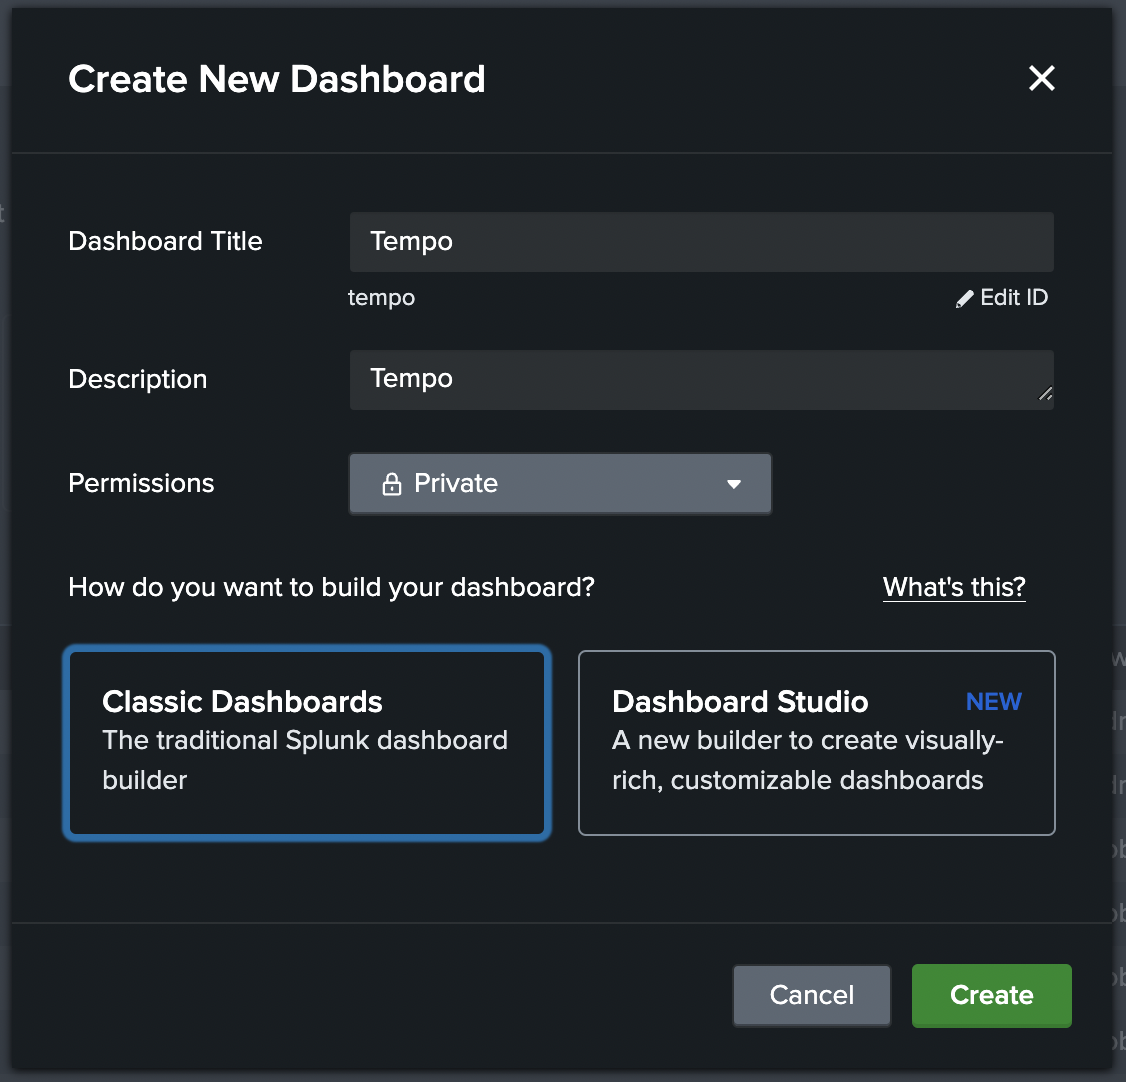 Create New Dashboard
Dashboard Title
Tempo
tempo
Edit ID
Description
Tempo
Permissions
Private
How do you want to build your dashboard?
What's this?
Classic Dashboards
The traditional Splunk dashboard
builder
Dashboard Studio
NEW
A new builder to create visually-
rich, customizable dashboards
Cancel
Create